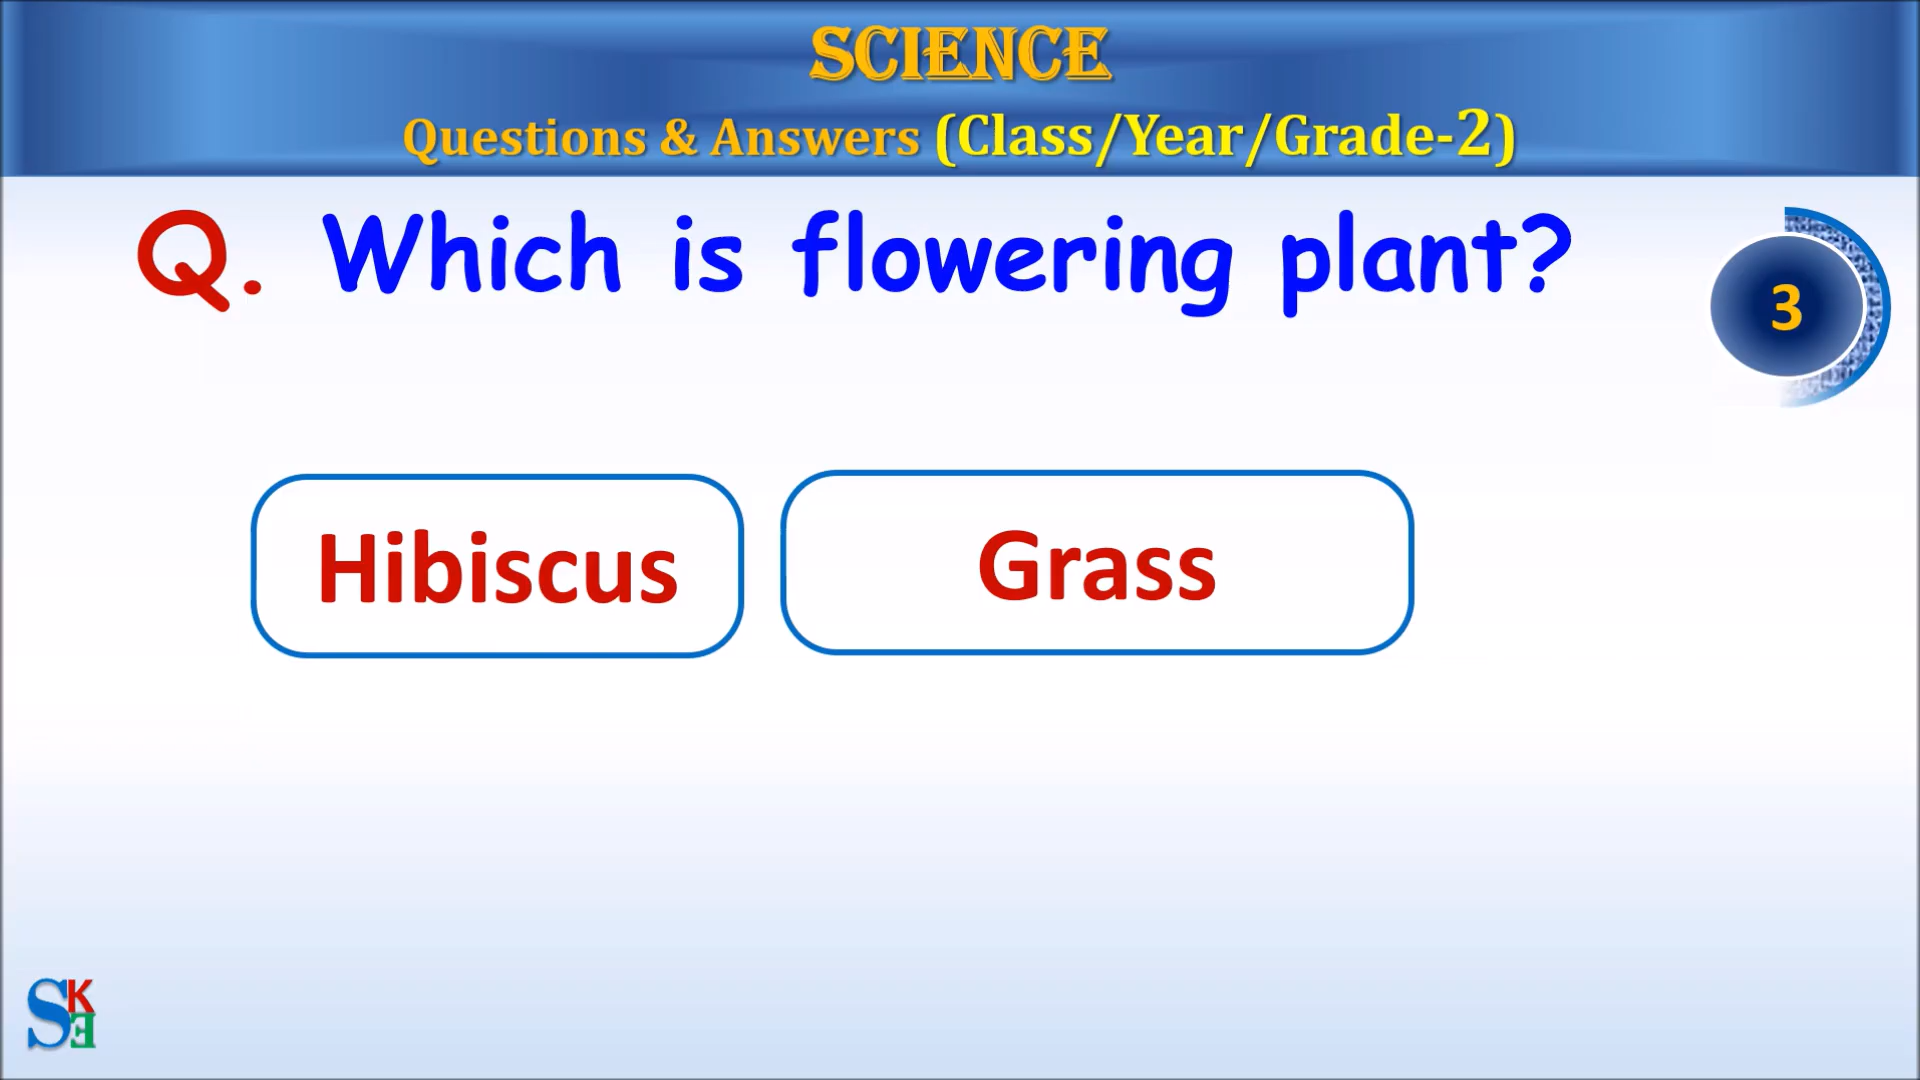 SCIENCE
Questions & Answers (Class/Year/Grade-2)
Q. Which is flowering plant?
3
Hibiscus
Grass
SKE